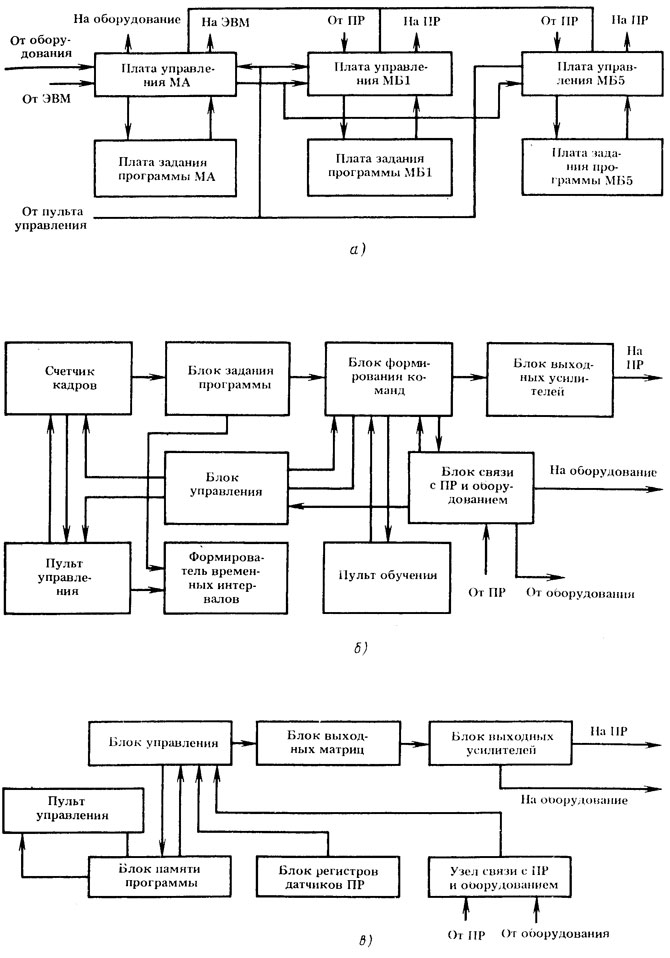 На оборудование
На ЭВМ
От ПР
На ПР
От ПР
На ПР
От обору-
дования
От ЭВМ
Плата управле-
ния МА
Плата управле-
ния МБ1
Плата управ-
ления МБ5
Плата задания
программы МА
Плата задания
программы МБ1
Плата зада-
ния про-
граммы МБ5
От пульта
управления
а)
Счетчик
кадров
Блок задания
программы
Блок форми-
рования ко-
манд
Блок выход-
ных усили-
телей
На
ПР
Блок
управления
Блок связи
с ПР и обору-
дованием
На оборудование
Пульт
управле-
ния
Формирова-
тель времен-
ных интер-
валов
Пульт обучения
От ПР
От оборудования
б)
Блок управления
Блок выход-
ных матриц
Блок выходных
усилителей
На ПР
На оборудование
Пульт
управления
Блок памяти
программы
Блок регистров
датчиков ПР
Узел связи с ПР
и оборудованием
От ПР
От оборудования
в)